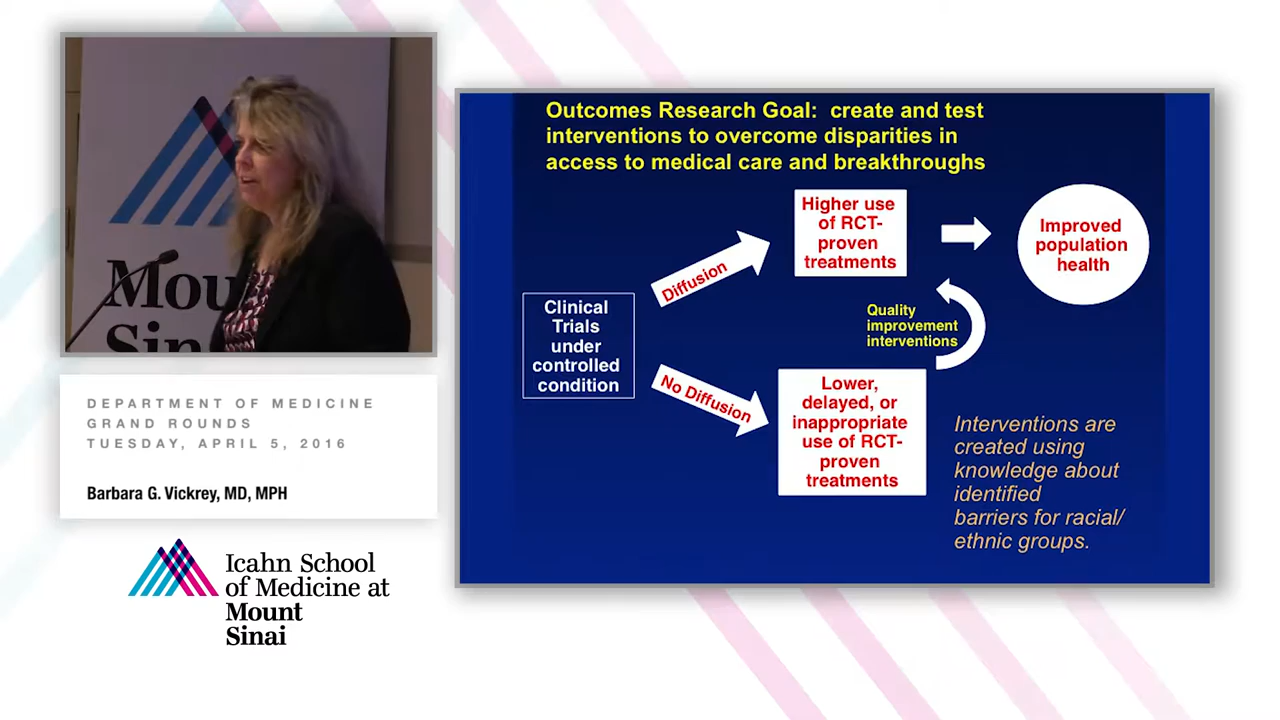 Mount
Sinai
DEPARTMENT OF MEDICINE
GRAND ROUNDS
TUESDAY, APRIL 5, 2016
Barbara G. Vickrey, MD, MPH
Icahn School
of Medicine at
Mount
Sinai
Outcomes Research Goal: create and test
interventions to overcome disparities in
access to medical care and breakthroughs
Clinical
Trials
under
controlled
condition
Diffusion
Higher use
of RCT-
proven
treatments
Improved
population
health
Quality
improvement
interventions
No Diffusion
Lower,
delayed, or
inappropriate
use of RCT-
proven
treatments
Interventions are
created using
knowledge about
identified
barriers for racial/
ethnic groups.